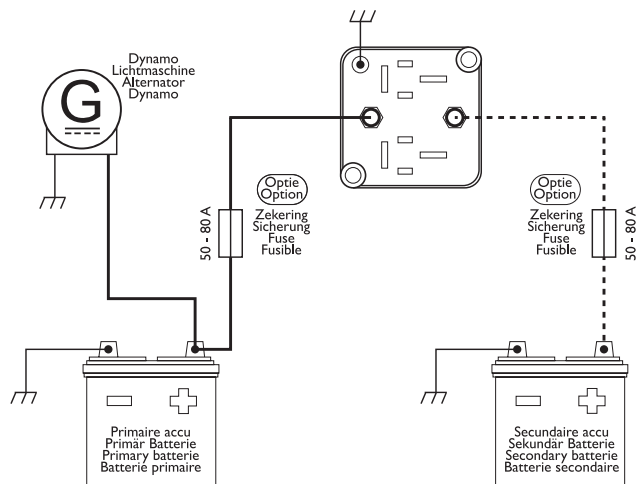 Dynamo
Lichtmaschine
Alternator
Dynamo
G
Optie
Option
Zekering
Sicherung
Fuse
Fusible
50 - 80 A
Optie
Option
Zekering
Sicherung
Fuse
Fusible
50 - 80 A
Primaire accu
Primär Batterie
Primary batterie
Batterie primaire
Secundaire accu
Sekundär Batterie
Secondary batterie
Batterie secondaire